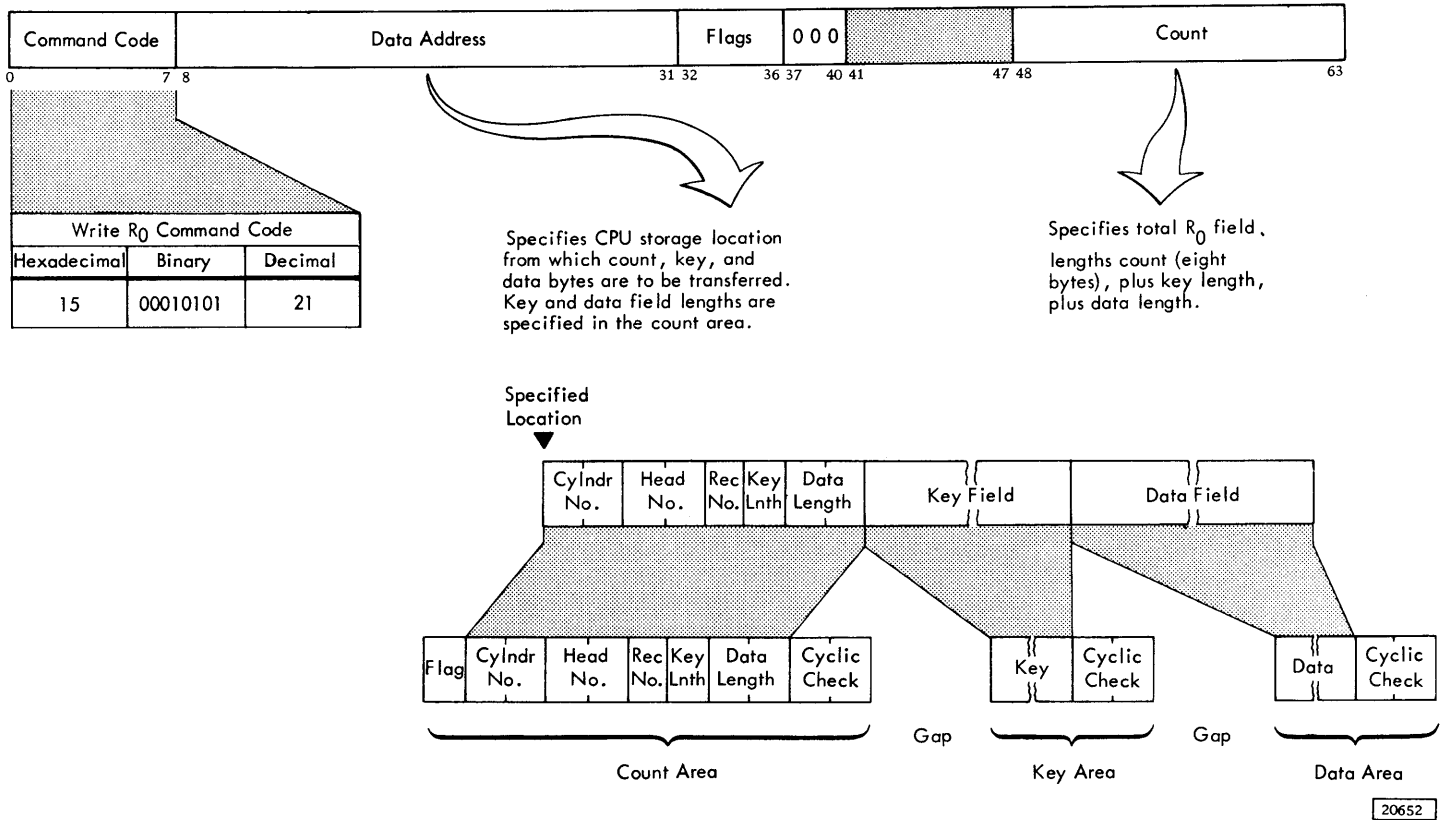 Command Code Data Address Flags 0 0 0 Count
0 7 8 31 32 36 37 40 41 47 48 63
Write R0 Command Code
Hexadecimal Binary Decimal
15 00010101 21
Specifies CPU storage location
from which count, key, and
data bytes are to be transferred.
Key and data field lengths are
specified in the count area.
Specifies total R0 field.
lengths count (eight
bytes), plus key length,
plus data length.
Specified
Location
Cylndr Head Rec Key Data
No. No. No. Lnth Length Key Field Data Field
Flag Cylndr Head Rec Key Data Cyclic Key Cyclic Data Cyclic
No. No. No. Lnth Length Check Check Check
Gap Gap
Count Area Key Area Data Area
20652